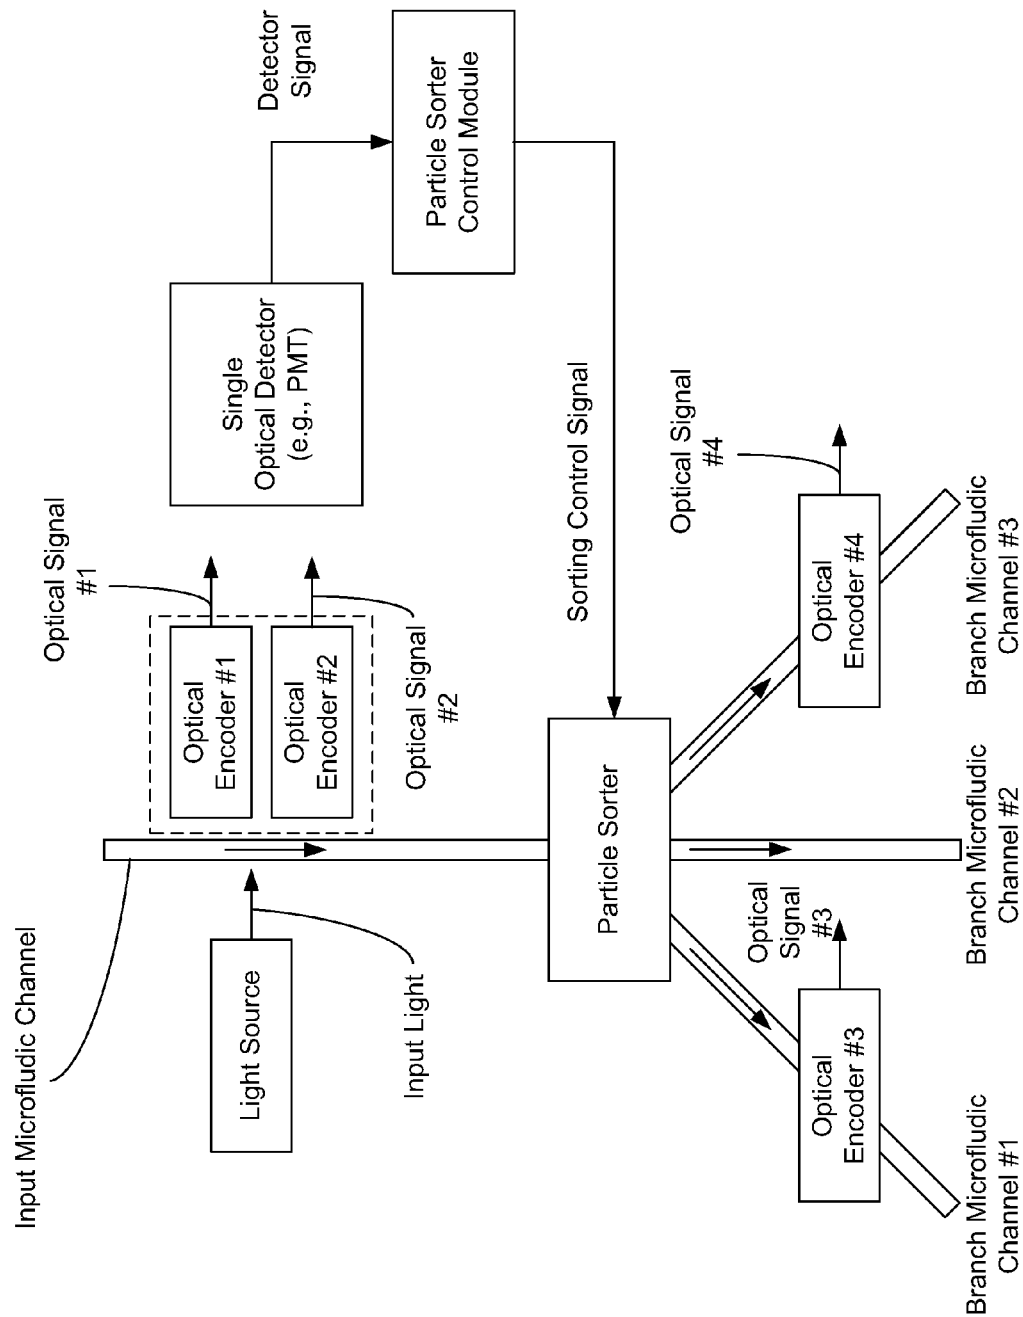 Input Microfludic Channel
Light Source
Input Light
Optical
Encoder #1
Optical
Encoder #2
Optical Signal
#1
Optical Signal
#2
Single
Optical Detector
(e.g., PMT)
Detector
Signal
Particle Sorter
Control Module
Sorting Control Signal
Particle Sorter
Optical
Encoder #3
Optical
Signal
#3
Optical
Encoder #4
Optical Signal
#4
Branch Microfludic
Channel #1
Branch Microfludic
Channel #2
Branch Microfludic
Channel #3